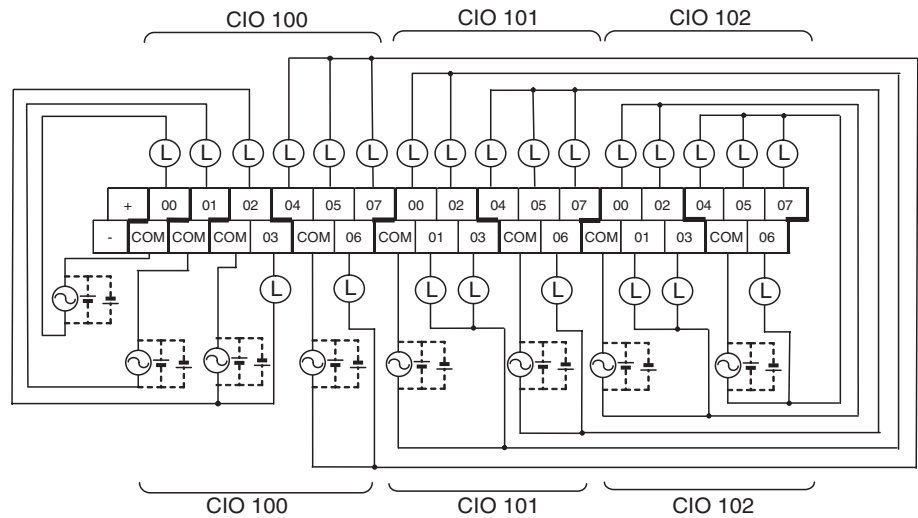 CIO 100 CIO 101 CIO 102
L L L L L L L L L L L L L L L L
+ 00 01 02 04 05 07 00 02 04 05 07 00 02 04 05 07
- COM COM COM 03 COM 06 COM 01 03 COM 06 COM 01 03 COM 06
L L L L L L L L
CIO 100 CIO 101 CIO 102